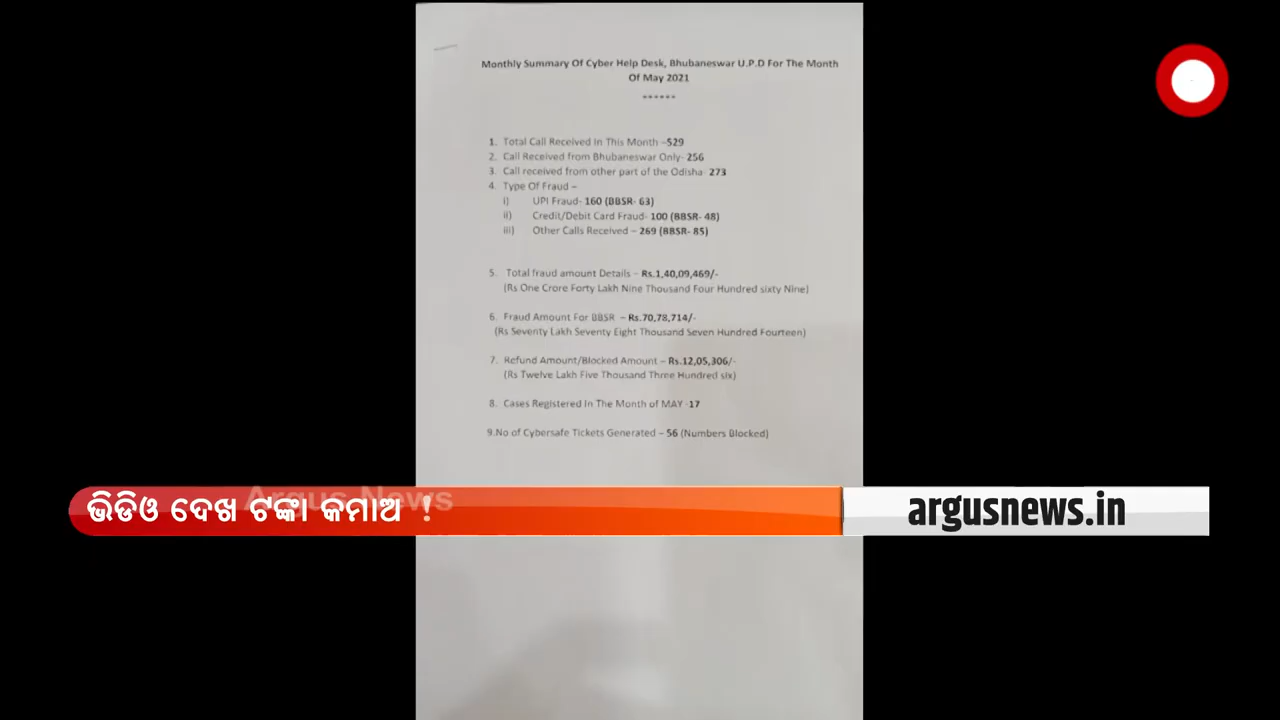 Monthly Summary Of Cyber Help Desk, Bhubaneswar U.P.D For The Month
Of May 2021
******
1. Total Call Received In This Month –529
2. Call Received from Bhubaneswar Only- 256
3. Call received from other part of the Odisha- 273
4. Type Of Fraud –
i) UPI Fraud- 160 (BBSR- 63)
ii) Credit/Debit Card Fraud- 100 (BBSR- 48)
iii) Other Calls Received – 269 (BBSR- 85)
5. Total fraud amount Details – Rs.1,40,09,469/-
(Rs One Crore Forty Lakh Nine Thousand Four Hundred sixty Nine)
6. Fraud Amount For BBSR – Rs.70,78,714/-
(Rs Seventy Lakh Seventy Eight Thousand Seven Hundred Fourteen)
7. Refund Amount/Blocked Amount – Rs.12,05,306/-
(Rs Twelve Lakh Five Thousand Three Hundred six)
8. Cases Registered In The Month of MAY -17
9.No of Cybersafe Tickets Generated – 56 (Numbers Blocked)
Argus News
ଭିଡିଓ ଦେଖ ଟଙ୍କା କମାଅ !
argusnews.in